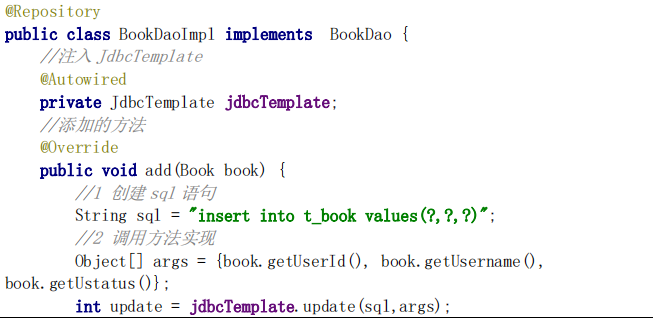 @Repository
public class BookDaoImpl implements  BookDao {
//注入 JdbcTemplate
@Autowired
private JdbcTemplate jdbcTemplate;
//添加的方法
@Override
public void add(Book book) {
//1 创建 sql 语句
String sql = "insert into t_book values(?,?,?)";
//2 调用方法实现
Object[] args = {book.getUserId(), book.getUsername(),
book.getUstatus()};
int update = jdbcTemplate.update(sql,args);